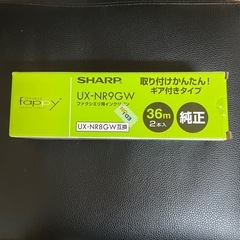 fappy
SHARP
UX-NR9GW
ファクシミリ用インクリボン
UX-NR8GW互換
取り付けかんたん!
ギア付きタイプ
36m
2本入
純正